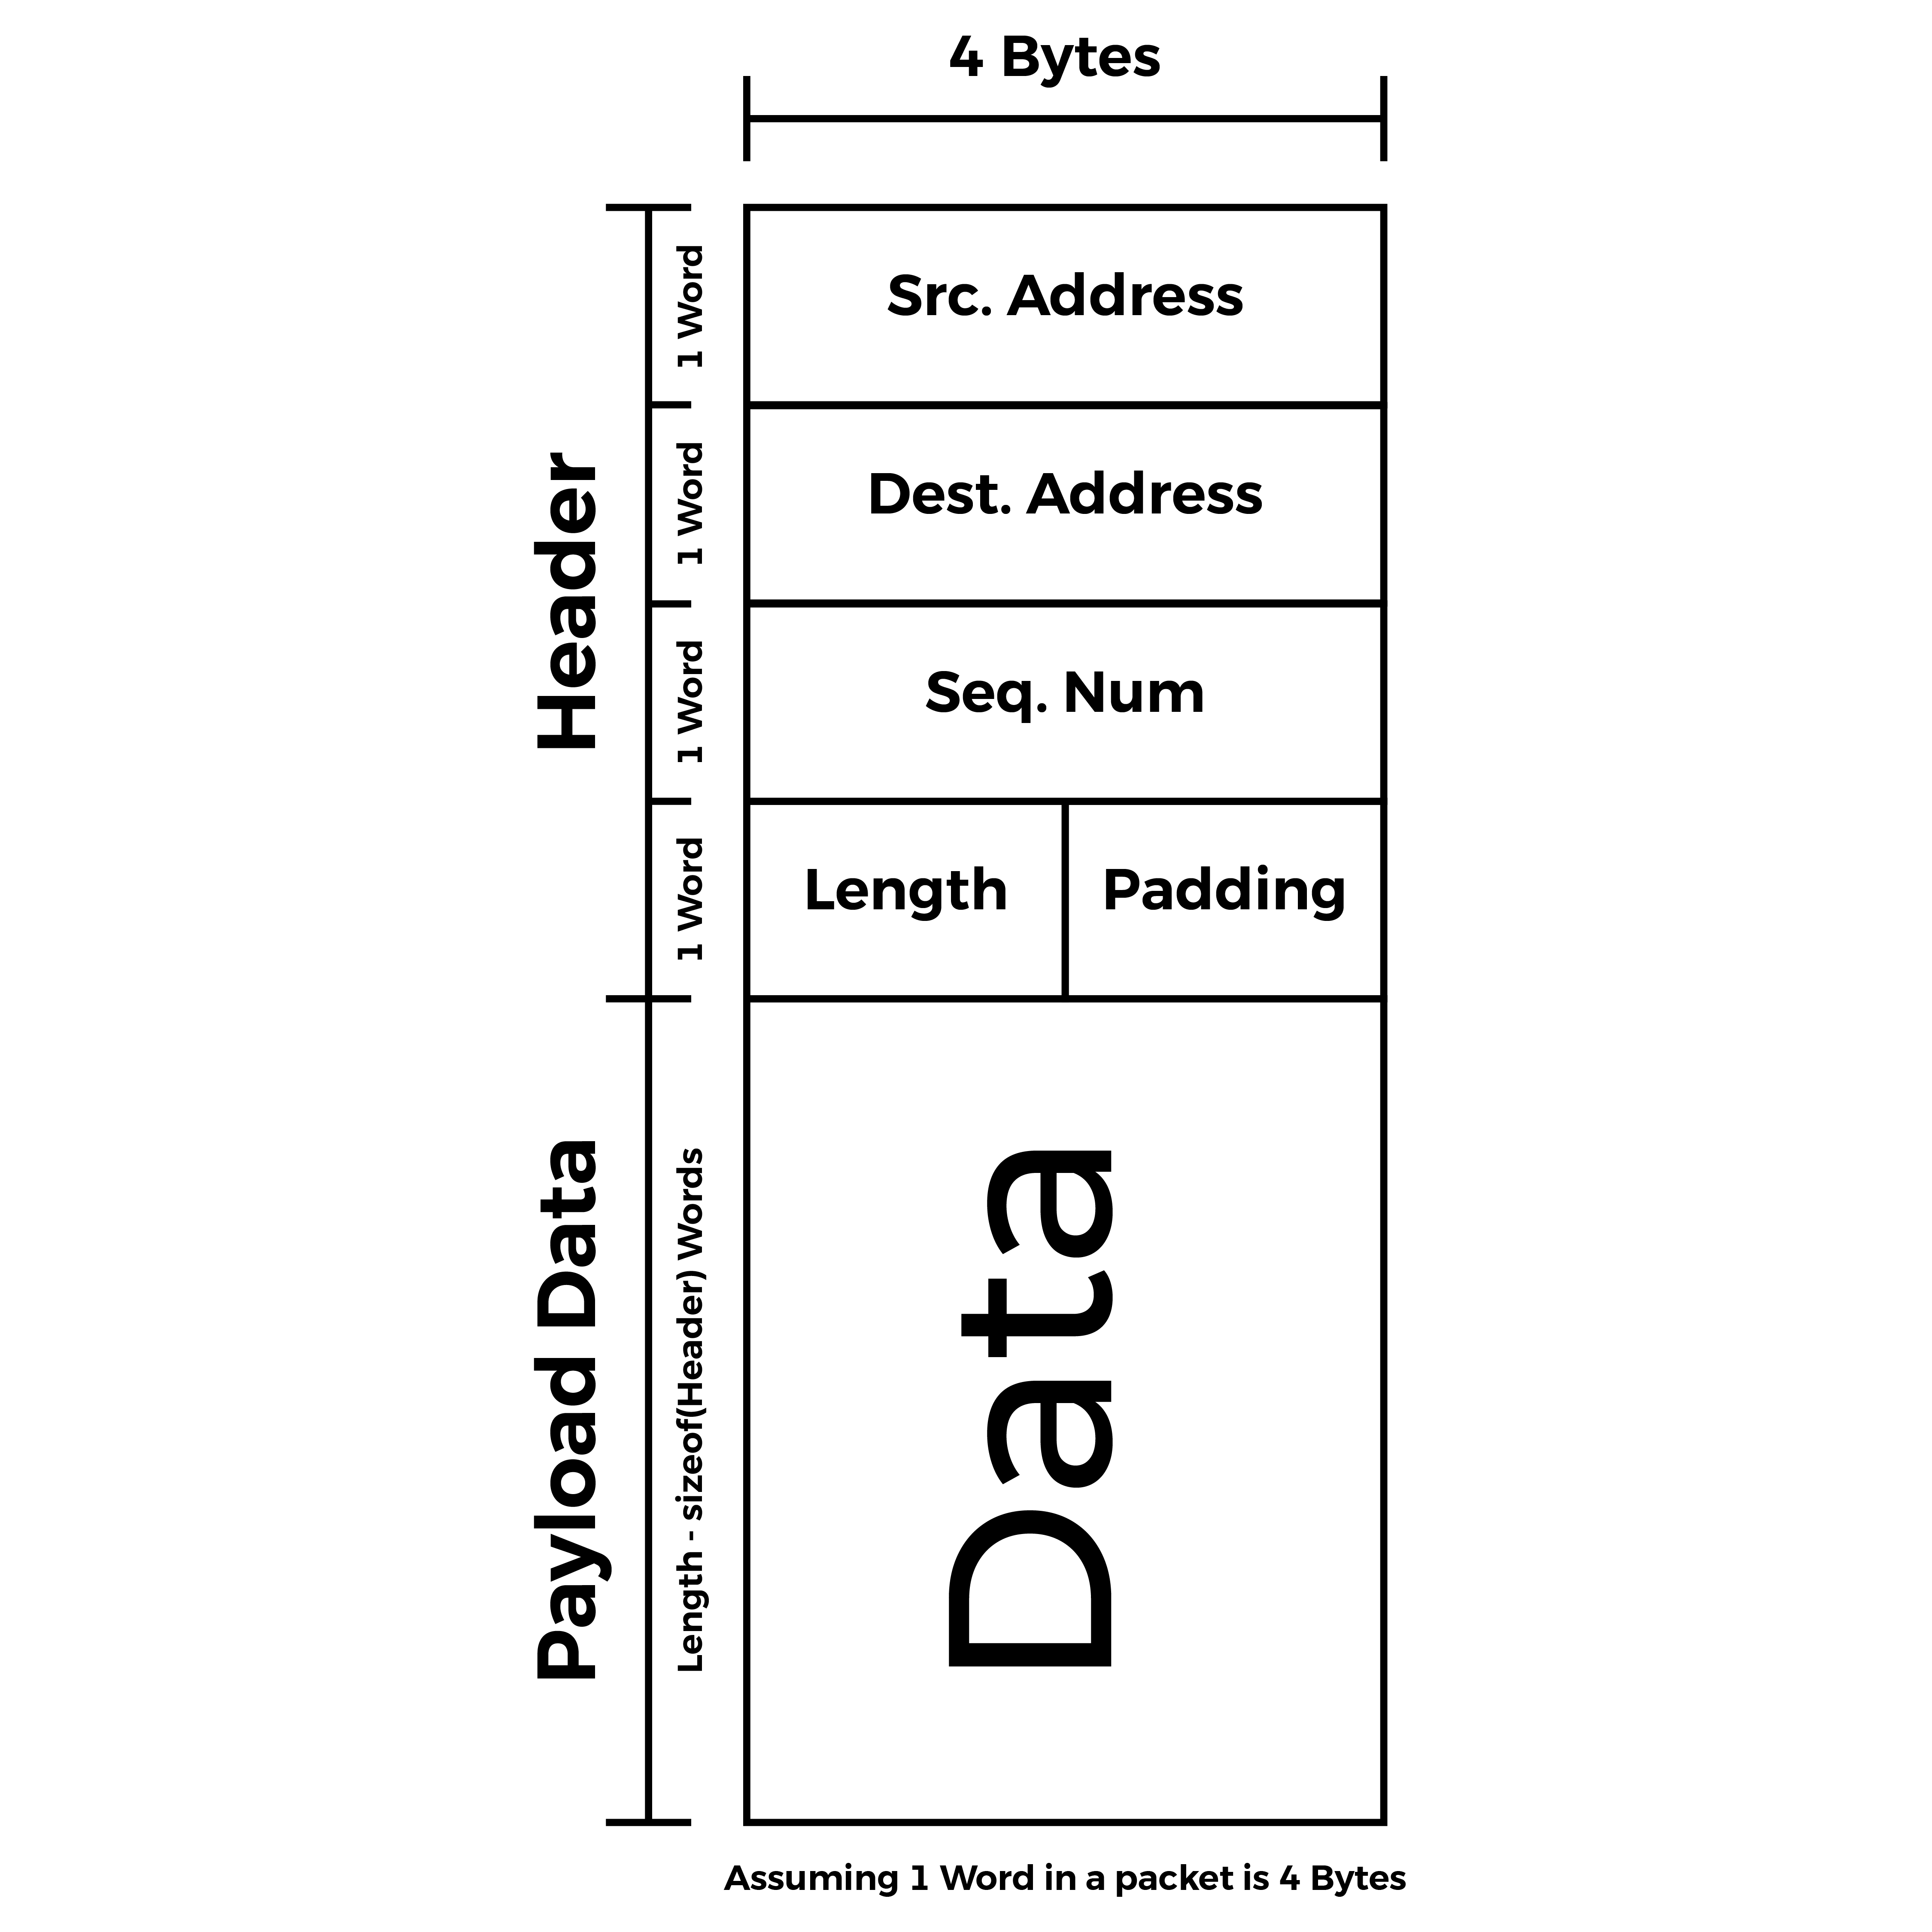 4 Bytes
Header
1 Word
Src. Address
1 Word
Dest. Address
1 Word
Seq. Num
1 Word
Length
Padding
Payload Data
Length - sizeof(Header) Words
Data
Assuming 1 Word in a packet is 4 Bytes